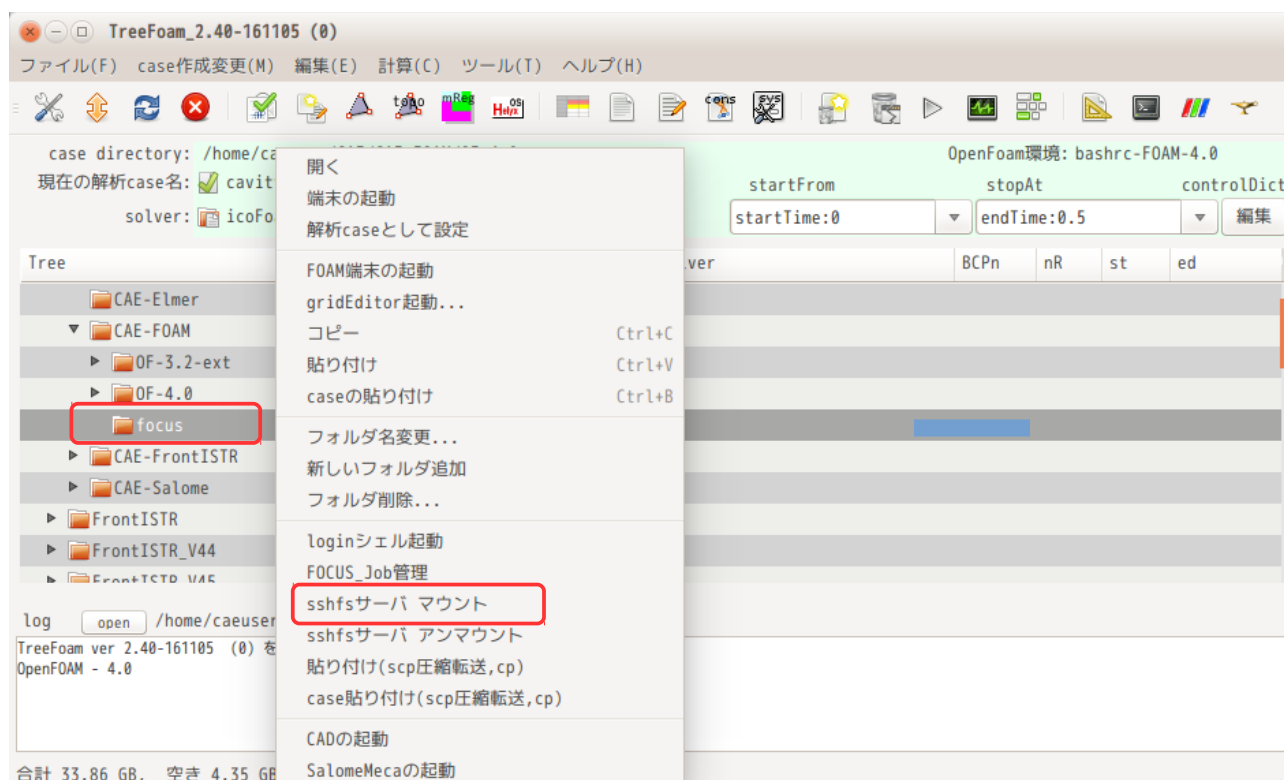 TreeFoam_2.40-161105 (0)
ファイル(F) case作成変更(M) 編集(E) 計算(C) ツール(T) ヘルプ(H)
topo mReg Helyx OS cons sys
case directory: /home/ca
OpenFoam環境: bashrc-FOAM-4.0
現在の解析case名: cavit
startFrom stopAt controlDict
solver: icoFo
startTime:0 endTime:0.5 編集
Tree ver BCPn nR st ed
CAE-Elmer
CAE-FOAM
OF-3.2-ext
OF-4.0
focus
CAE-FrontISTR
CAE-Salome
FrontISTR
FrontISTR_V44
FrontISTR_V45
log open /home/caeuser
TreeFoam ver 2.40-161105 (0) を
OpenFOAM - 4.0
合計 33.86 GB, 空き 4.35 GB
開く
端末の起動
解析caseとして設定
FOAM端末の起動
gridEditor起動...
コピー Ctrl+C
貼り付け Ctrl+V
caseの貼り付け Ctrl+B
フォルダ名変更...
新しいフォルダ追加
フォルダ削除...
loginシェル起動
FOCUS_Job管理
sshfsサーバ マウント
sshfsサーバ アンマウント
貼り付け(scp圧縮転送,cp)
case貼り付け(scp圧縮転送,cp)
CADの起動
SalomeMecaの起動